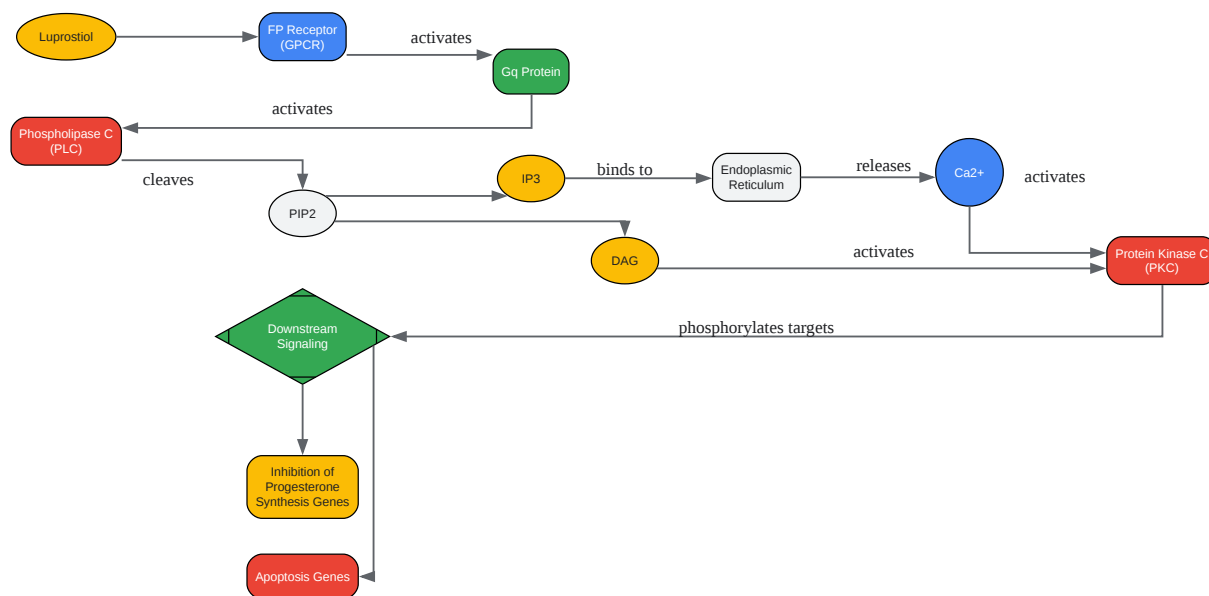 Luprostiol
FP Receptor
(GPCR)
activates
Gq Protein
activates
Phospholipase C
(PLC)
cleaves
PIP2
IP3
binds to
Endoplasmic
Reticulum
releases
Ca2+
activates
DAG
activates
Protein Kinase C
(PKC)
phosphorylates targets
Downstream
Signaling
Inhibition of
Progesterone
Synthesis Genes
Apoptosis Genes